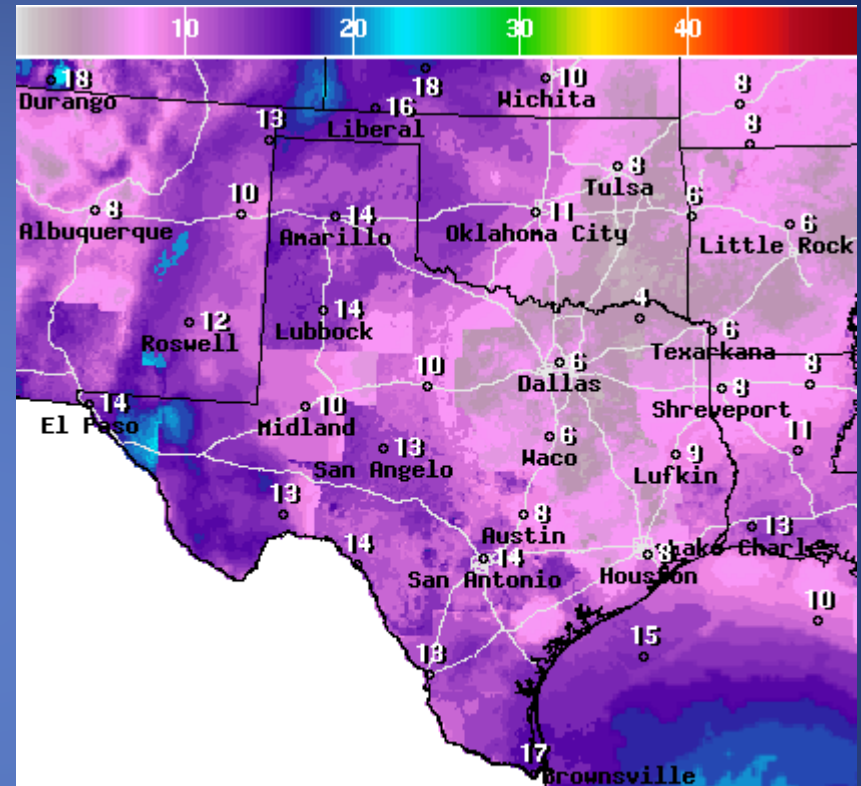 10 20 30 40
18
Durango
18
10
Wichita
16
Liberal
8
8
13
8
Tulsa
8
Albuquerque
10
14
Amarillo
11
Oklahoma City
6
6
Little Rock
12
Roswell
14
Lubbock
4
6
Texarkana
10
6
Dallas
8
8
Shreveport
14
El Paso
10
Midland
13
San Angelo
6
Waco
9
Lufkin
11
13
8
Austin
13
Lake Charle
14
14
San Antonio
8
Houston
10
15
13
17
Brownsville